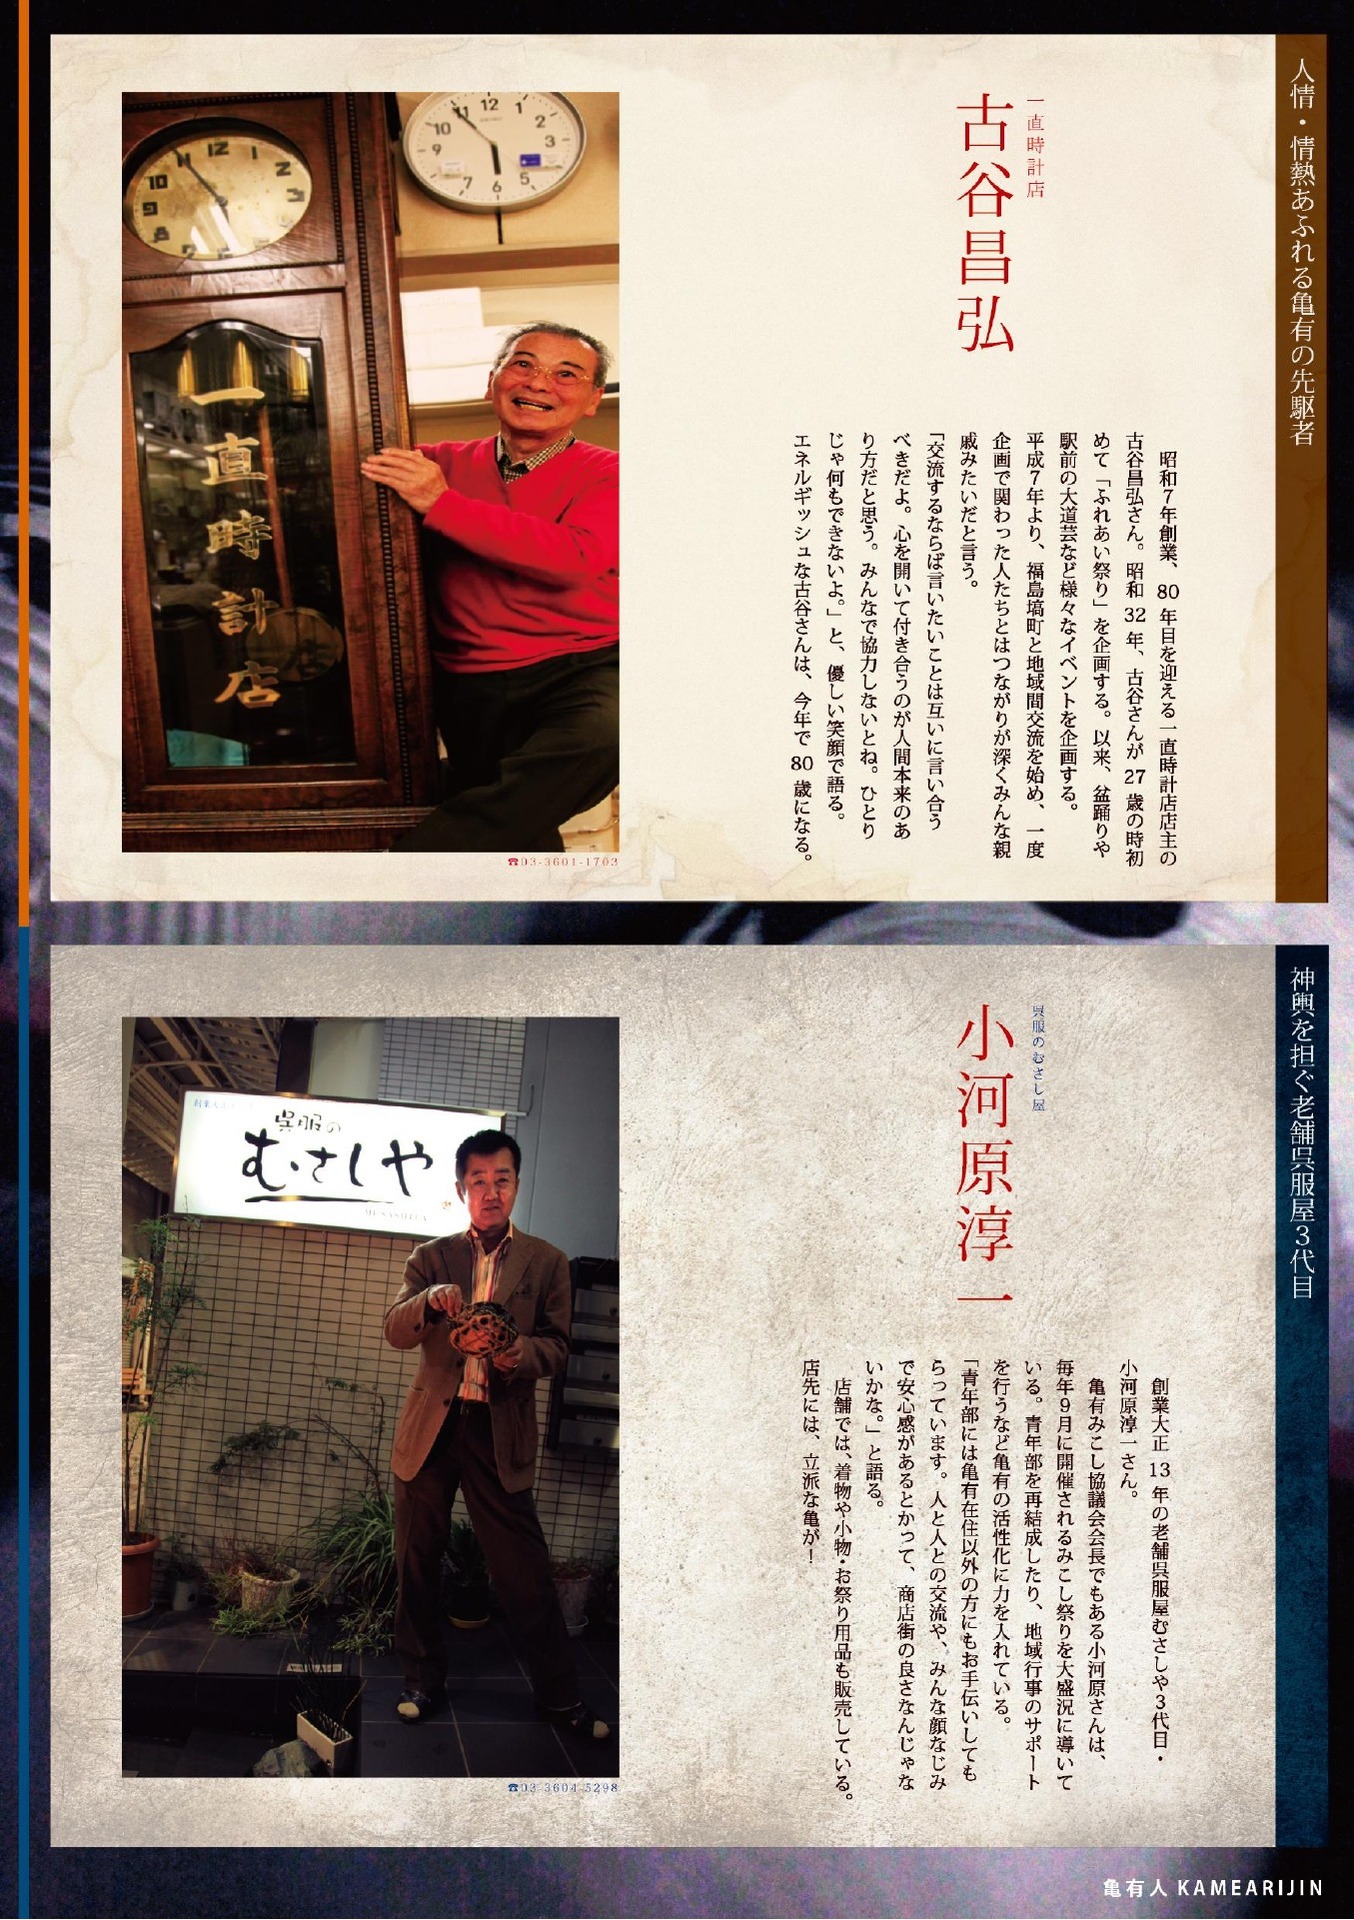 人情・情熱あふれる亀有の先駆者
一直時計店
古谷昌弘
昭和7年創業、80年目を迎える一直時計店店主の
古谷昌弘さん。昭和32年、古谷さんが27歳の時初
めて「ふれあい祭り」を企画する。以来、盆踊りや
駅前の大道芸など様々なイベントを企画する。
平成7年より、福島塙町と地域間交流を始め、一度
企画で関わった人たちとはつながりが深くみんな親
戚みたいだと言う。
「交流するならば言いたいことは互いに言い合う
べきだよ。心を開いて付き合うのが人間本来のあ
り方だと思う。みんなで協力しないとね。ひとり
じゃ何もできないよ。」と、優しい笑顔で語る。
エネルギッシュな古谷さんは、今年で80歳になる。
一直時計店
☎03-3601-1703
神輿を担ぐ老舗呉服屋3代目
呉服のむさし屋
小河原淳一
創業大正13年の老舗呉服屋むさしや3代目・
小河原淳一さん。
亀有みこし協議会会長でもある小河原さんは、
毎年9月に開催されるみこし祭りを大盛況に導いて
いる。青年部を再結成したり、地域行事のサポート
を行うなど亀有の活性化に力を入れている。
「青年部には亀有在住以外の方にもお手伝いしても
らっています。人と人との交流や、みんな顔なじみ
で安心感があるとかって、商店街の良さなんじゃな
いかな。」と語る。
店舗では、着物や小物・お祭り用品も販売している。
店先には、立派な亀が！
呉服の
むさしや
MUSASHIYA
☎03-3604-5298
亀有人 KAMEARIJIN